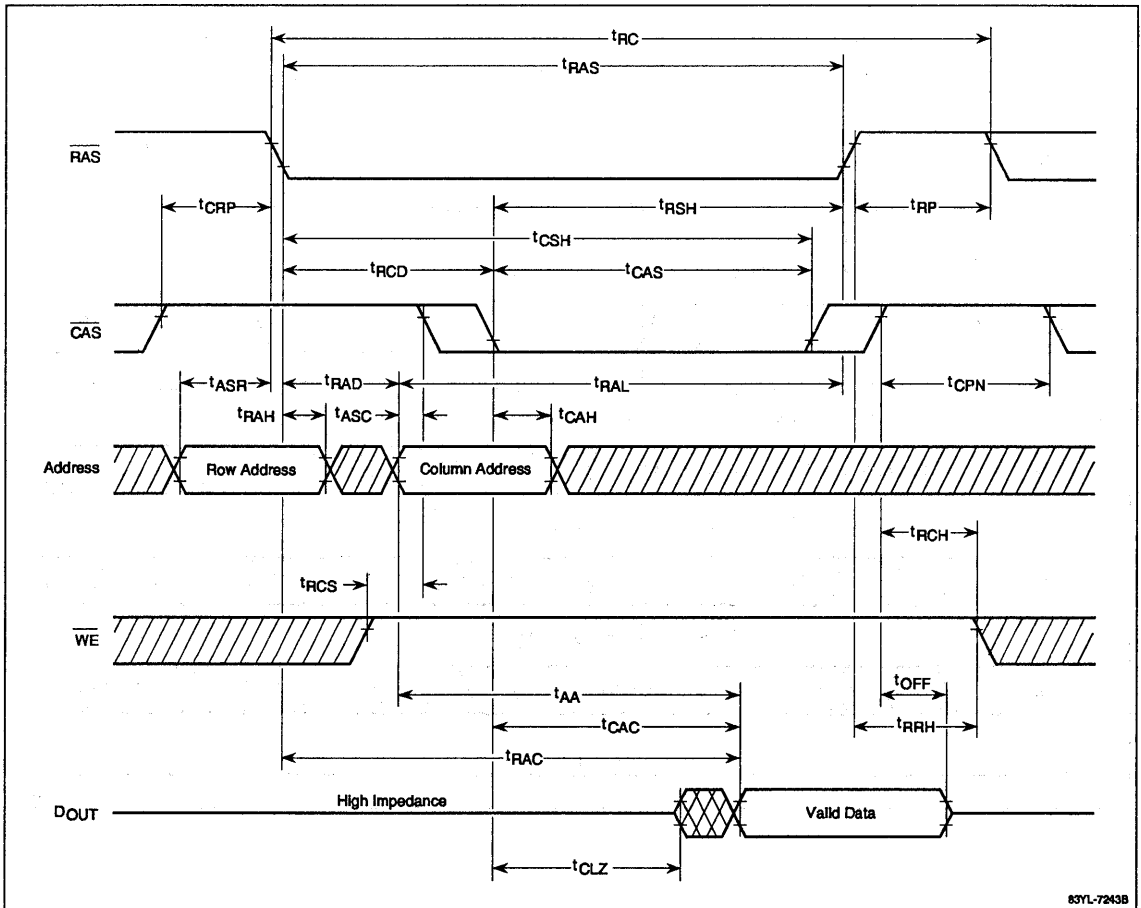 tRC
tRAS
RAS
tCRP
tRSH
tRP
tCSH
tRCD
tCAS
CAS
tASR
tRAD
tRAL
tCPN
tRAH
tASC
tCAH
Address
Row Address
Column Address
tRCH
tRCS
WE
tAA
tOFF
tCAC
tRRH
tRAC
High Impedance
DOUT
Valid Data
tCLZ
83YL-7243B